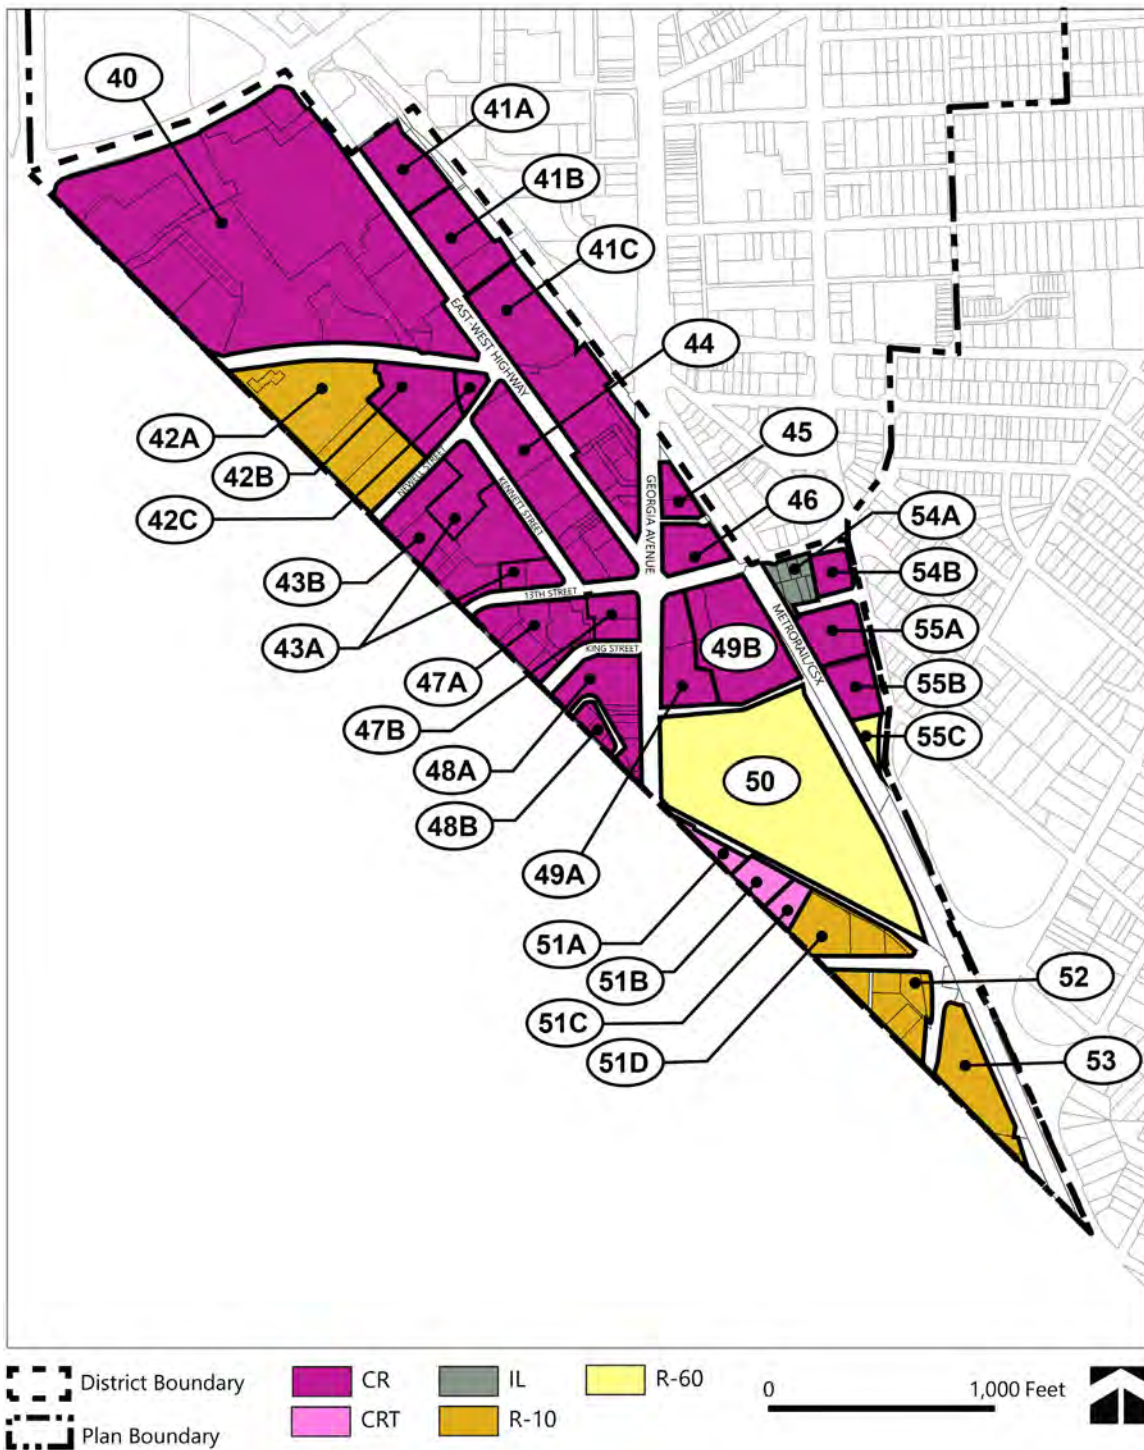 40
41A
41B
41C
44
45
46
54A
54B
55A
55B
55C
42A
42B
42C
43B
43A
47A
47B
48A
48B
49A
49B
50
51A
51B
51C
51D
52
53
EAST-WEST HIGHWAY
NEWELL STREET
KENNETT STREET
GEORGIA AVENUE
13TH STREET
KING STREET
METRORAIL/CSX
District Boundary
Plan Boundary
CR
CRT
IL
R-10
R-60
0
1,000 Feet